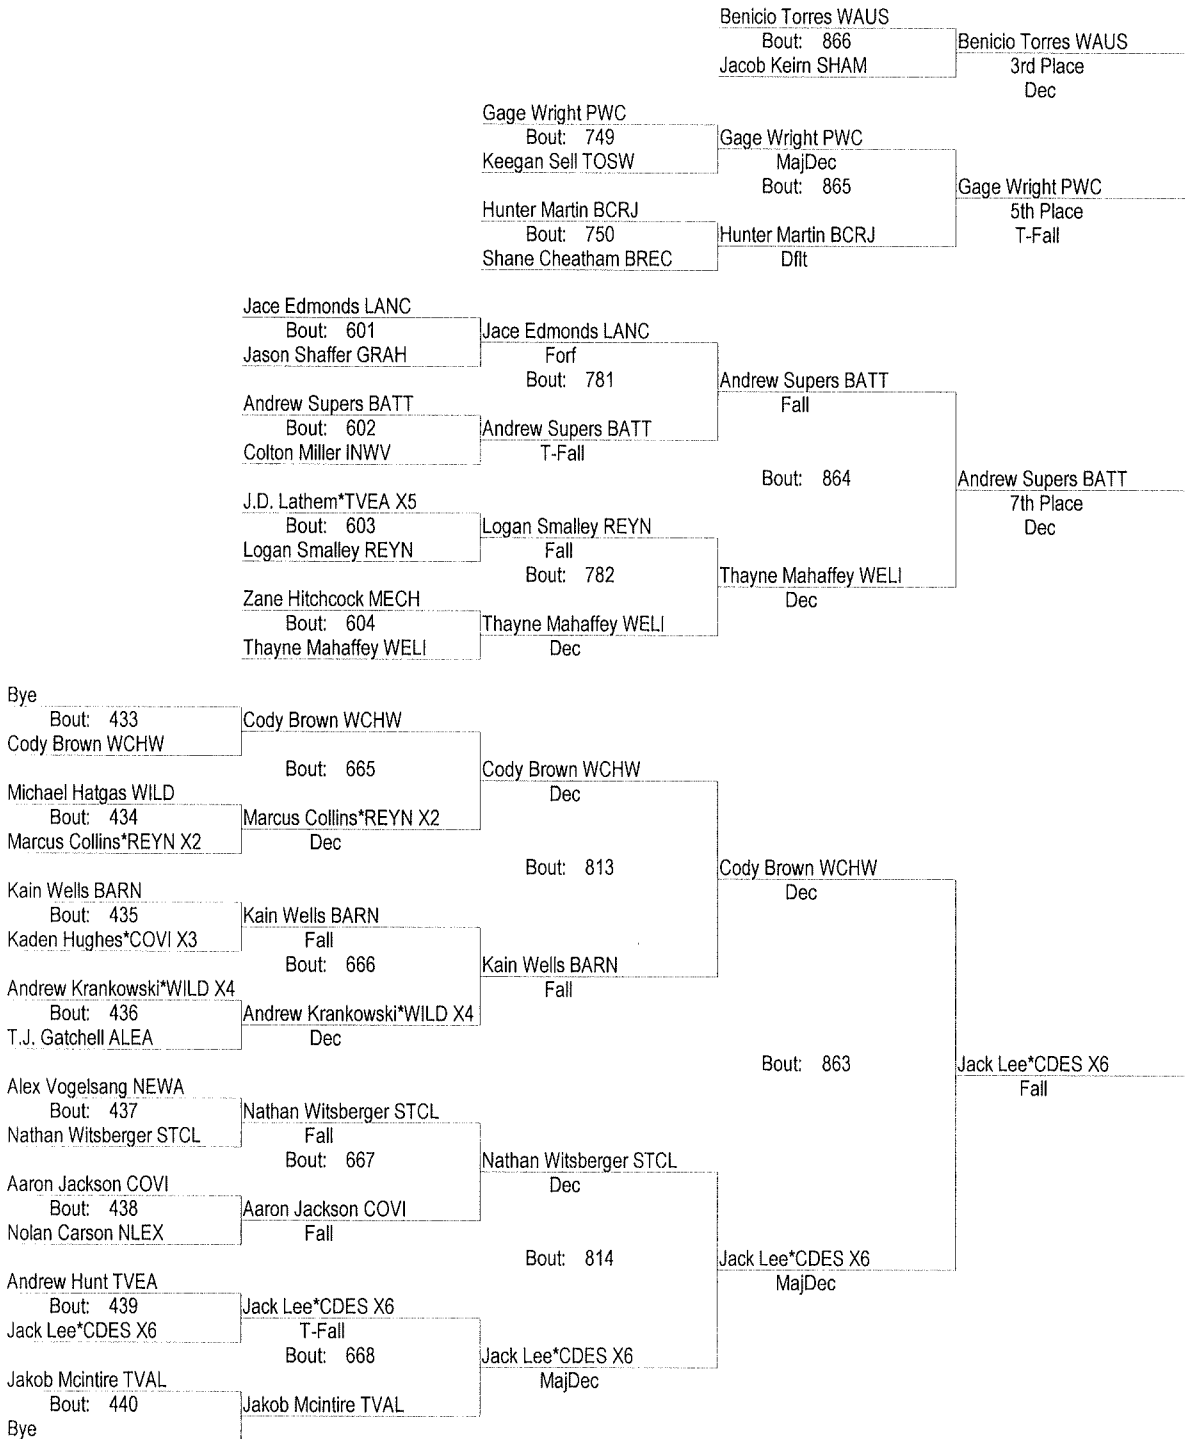 Benicio Torres WAUS
Bout: 866
Jacob Keirn SHAM
Benicio Torres WAUS
3rd Place
Dec
Gage Wright PWC
Bout: 749
Keegan Sell TOSW
Gage Wright PWC
MajDec
Bout: 865
Gage Wright PWC
5th Place
T-Fall
Hunter Martin BCRJ
Bout: 750
Shane Cheatham BREC
Hunter Martin BCRJ
Dflt
Jace Edmonds LANC
Bout: 601
Jason Shaffer GRAH
Jace Edmonds LANC
Forf
Bout: 781
Andrew Supers BATT
Fall
Andrew Supers BATT
Bout: 602
Colton Miller INWV
Andrew Supers BATT
T-Fall
Bout: 864
Andrew Supers BATT
7th Place
Dec
J.D. Lathem*TVEA X5
Bout: 603
Logan Smalley REYN
Logan Smalley REYN
Fall
Bout: 782
Thayne Mahaffey WELI
Dec
Zane Hitchcock MECH
Bout: 604
Thayne Mahaffey WELI
Thayne Mahaffey WELI
Dec
Bye
Bout: 433
Cody Brown WCHW
Cody Brown WCHW
Bout: 665
Cody Brown WCHW
Dec
Michael Hatgas WILD
Bout: 434
Marcus Collins*REYN X2
Marcus Collins*REYN X2
Dec
Bout: 813
Cody Brown WCHW
Dec
Kain Wells BARN
Bout: 435
Kaden Hughes*COVI X3
Kain Wells BARN
Fall
Bout: 666
Kain Wells BARN
Fall
Andrew Krankowski*WILD X4
Bout: 436
T.J. Gatchell ALEA
Andrew Krankowski*WILD X4
Dec
Bout: 863
Jack Lee*CDES X6
Fall
Alex Vogelsang NEWA
Bout: 437
Nathan Witsberger STCL
Nathan Witsberger STCL
Fall
Bout: 667
Nathan Witsberger STCL
Dec
Aaron Jackson COVI
Bout: 438
Nolan Carson NLEX
Aaron Jackson COVI
Fall
Bout: 814
Jack Lee*CDES X6
MajDec
Andrew Hunt TVEA
Bout: 439
Jack Lee*CDES X6
Jack Lee*CDES X6
T-Fall
Bout: 668
Jack Lee*CDES X6
MajDec
Jakob Mcintire TVAL
Bout: 440
Bye
Jakob Mcintire TVAL